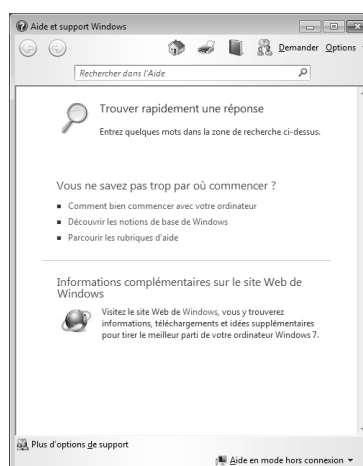 Aide et support Windows
Demander Options
Rechercher dans l'Aide
Trouver rapidement une réponse
Entrez quelques mots dans la zone de recherche ci-dessus.
Vous ne savez pas trop par où commencer ?
Comment bien commencer avec votre ordinateur
Découvrir les notions de base de Windows
Parcourir les rubriques d'aide
Informations complémentaires sur le site Web de
Windows
Visitez le site Web de Windows, vous y trouverez
informations, téléchargements et idées supplémentaires
pour tirer le meilleur parti de votre ordinateur Windows 7.
Plus d'options de support
Aide en mode hors connexion